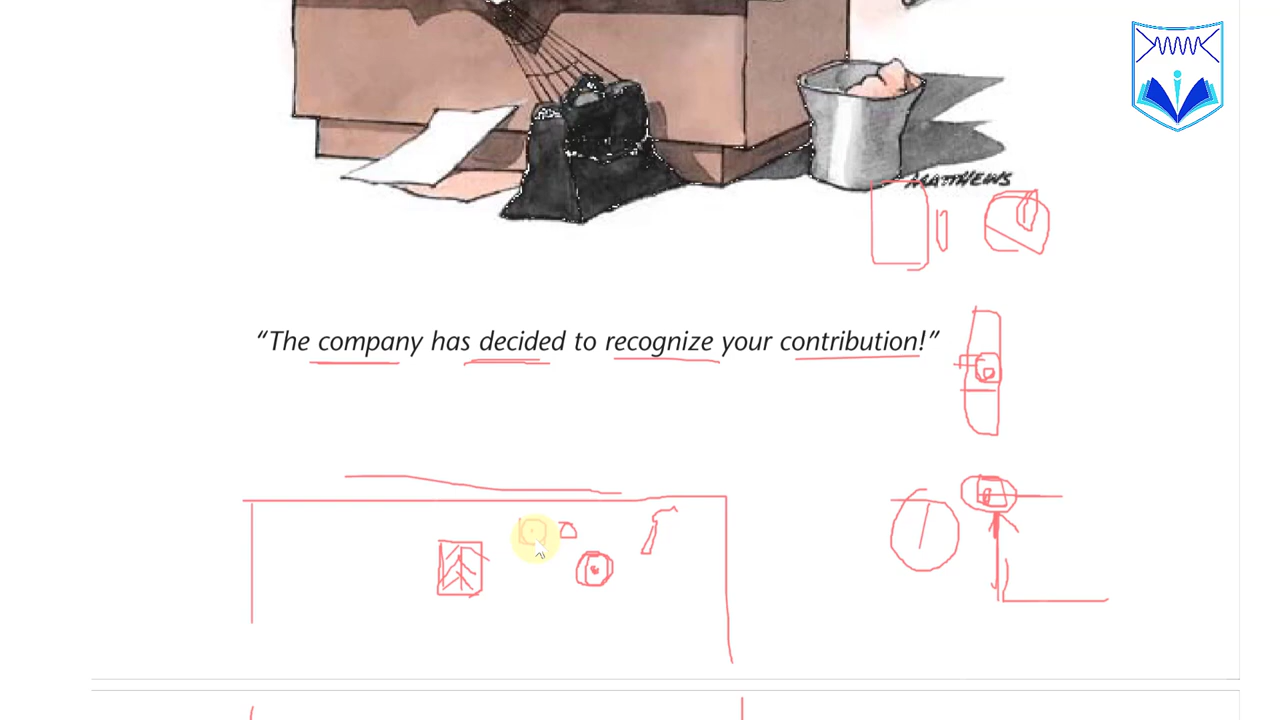 MATTHEWS
“The company has decided to recognize your contribution!”